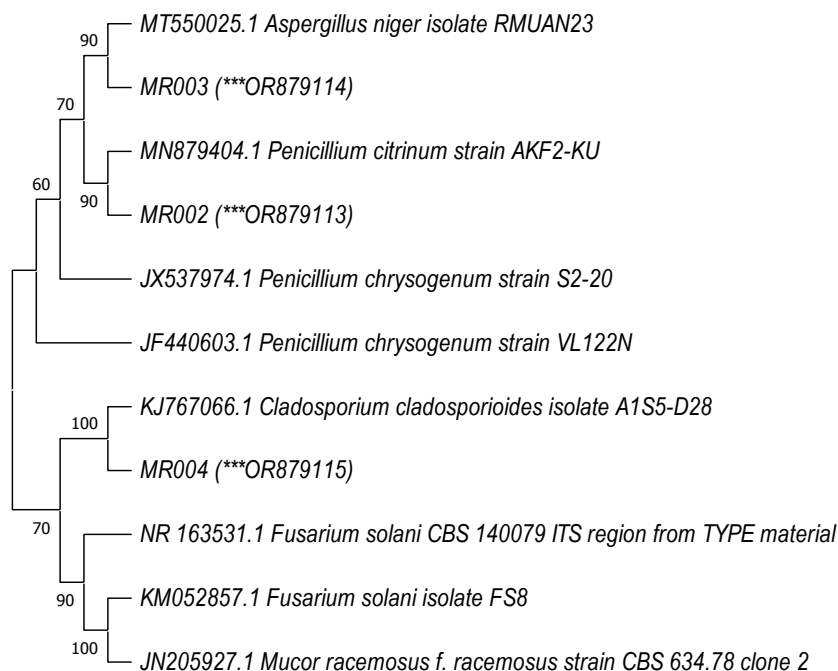 90
MT550025.1 Aspergillus niger isolate RMUAN23
MR003 (***OR879114)
70
MN879404.1 Penicillium citrinum strain AKF2-KU
60
90
MR002 (***OR879113)
JX537974.1 Penicillium chrysogenum strain S2-20
JF440603.1 Penicillium chrysogenum strain VL122N
KJ767066.1 Cladosporium cladosporioides isolate A1S5-D28
100
MR004 (***OR879115)
70
NR 163531.1 Fusarium solani CBS 140079 ITS region from TYPE material
90
KM052857.1 Fusarium solani isolate FS8
100
JN205927.1 Mucor racemosus f. racemosus strain CBS 634.78 clone 2